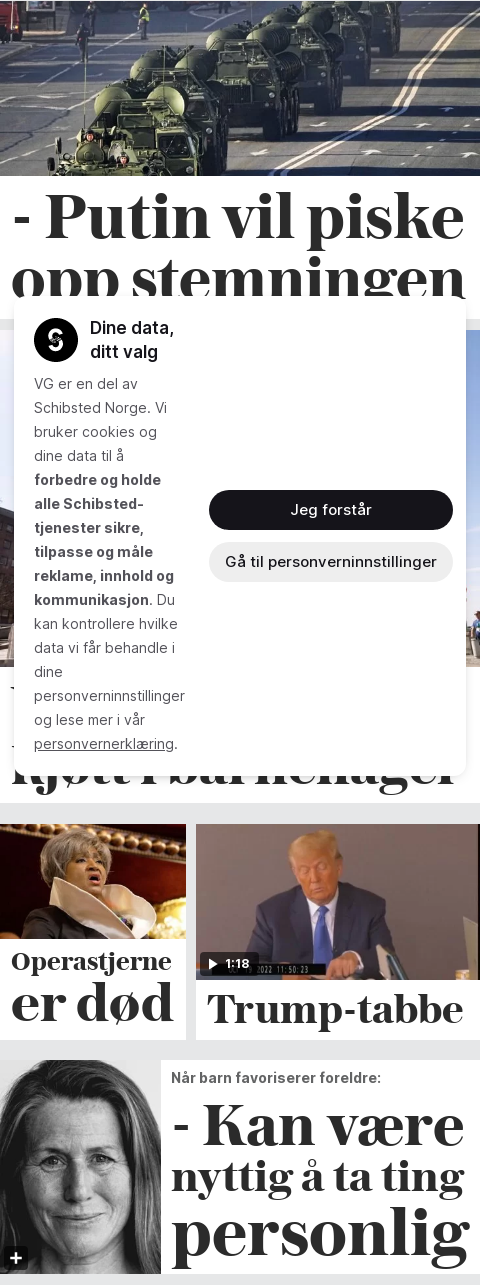 - Putin vil piske
opp stemningen
Dine data,
ditt valg
VG er en del av
Schibsted Norge. Vi
bruker cookies og
dine data til å
forbedre og holde
alle Schibsted-
tjenester sikre,
tilpasse og måle
reklame, innhold og
kommunikasjon. Du
kan kontrollere hvilke
data vi får behandle i
dine
personverninnstillinger
og lese mer i vår
personvernerklæring.
Jeg forstår
Gå til personverninnstillinger
kjøtt i barnehager
1:18
2022 11:50:23
Operastjerne
er død
Trump-tabbe
Når barn favoriserer foreldre:
- Kan være
nyttig å ta ting
personlig